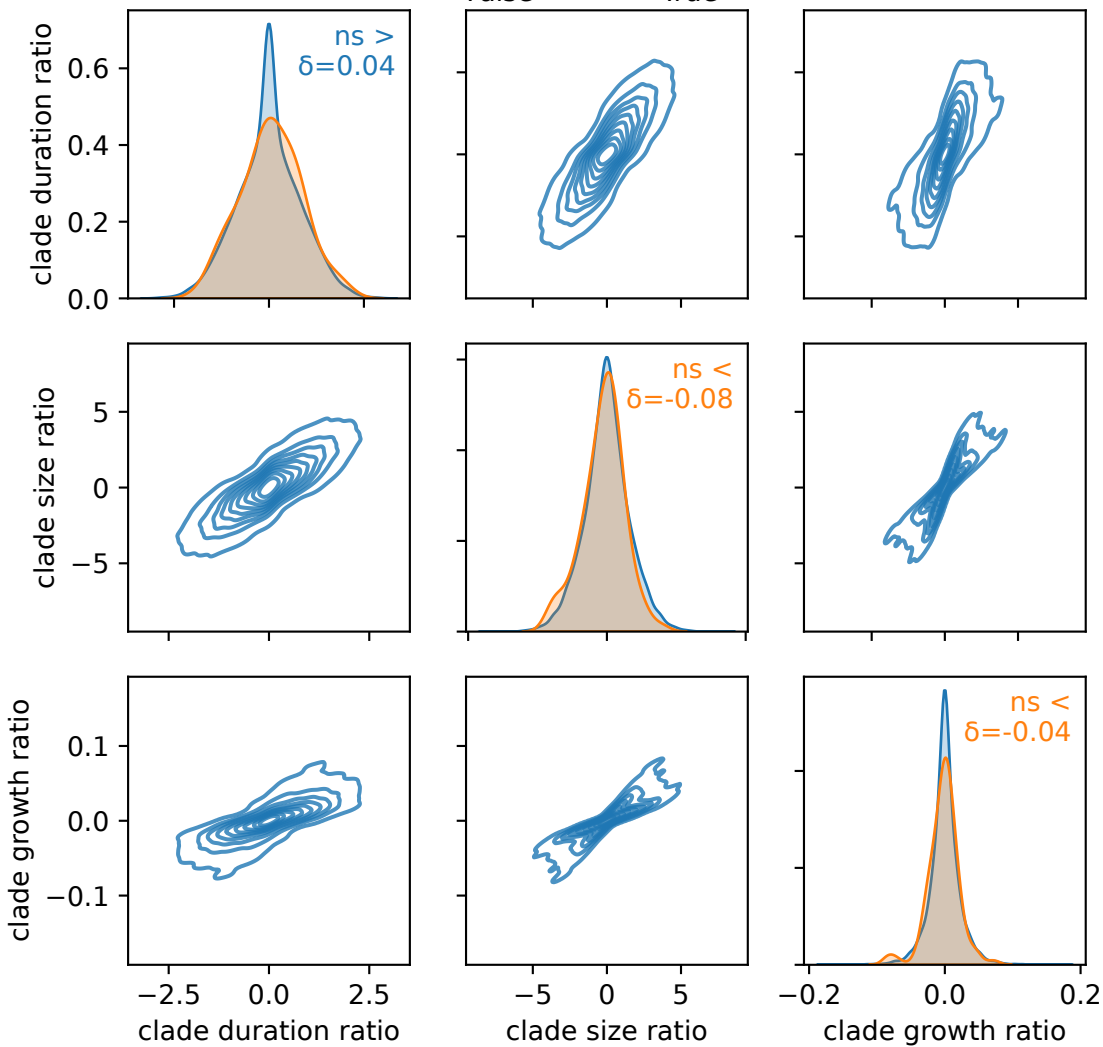 clade duration ratio
0.6
0.4
0.2
0.0
ns >
δ=0.04
clade size ratio
5
0
−5
ns <
δ=-0.08
clade growth ratio
0.1
0.0
−0.1
ns <
δ=-0.04
−2.5 0.0 2.5
−5 0 5
−0.2 0.0 0.2
clade duration ratio
clade size ratio
clade growth ratio